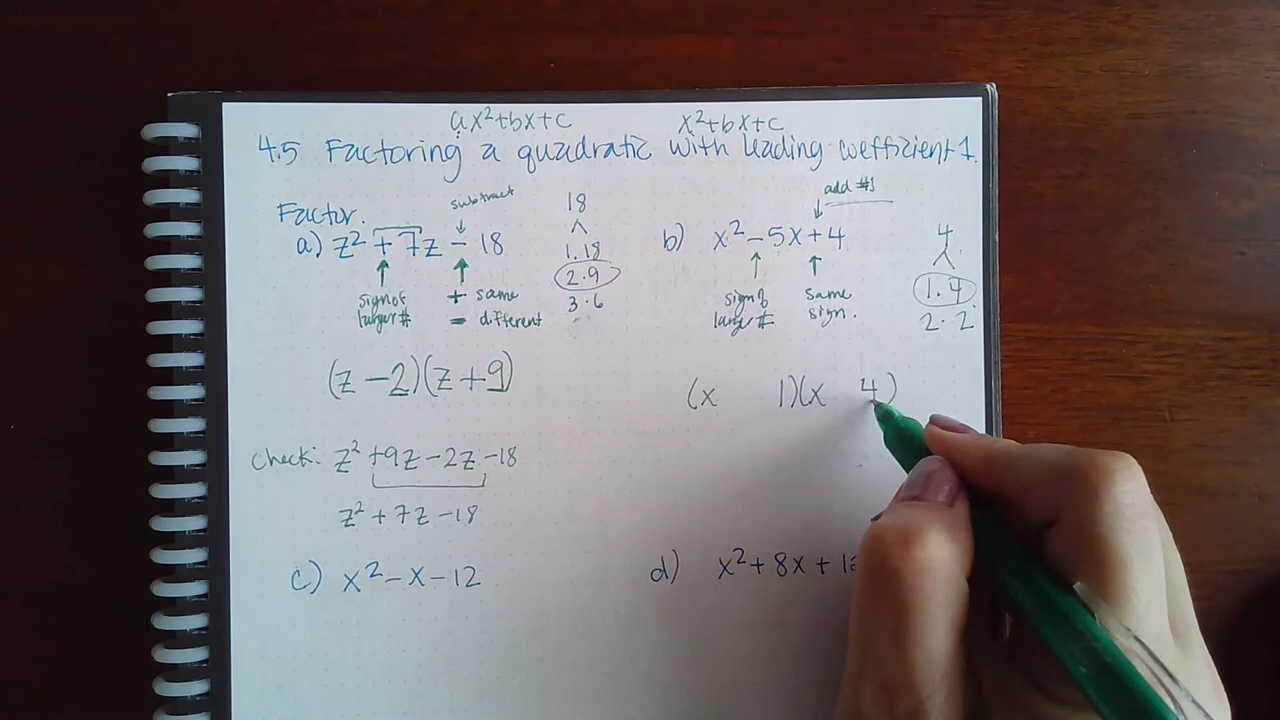 ax²+bx+c x²+bx+c
4.5 Factoring a quadratic with leading coefficient 1.
Factor.
a) z² + 7z - 18
subtract
sign of
larger #
+ same
- different
18
1·18
2·9
3·6
(z - 2)(z + 9)
Check: z² +9z - 2z - 18
z² + 7z - 18
b) x² - 5x + 4
add #s
sign of
larger #
same
sign.
4
1·4
2·2
(x 1)(x 4)
c) x² - x - 12
d) x² + 8x + 1